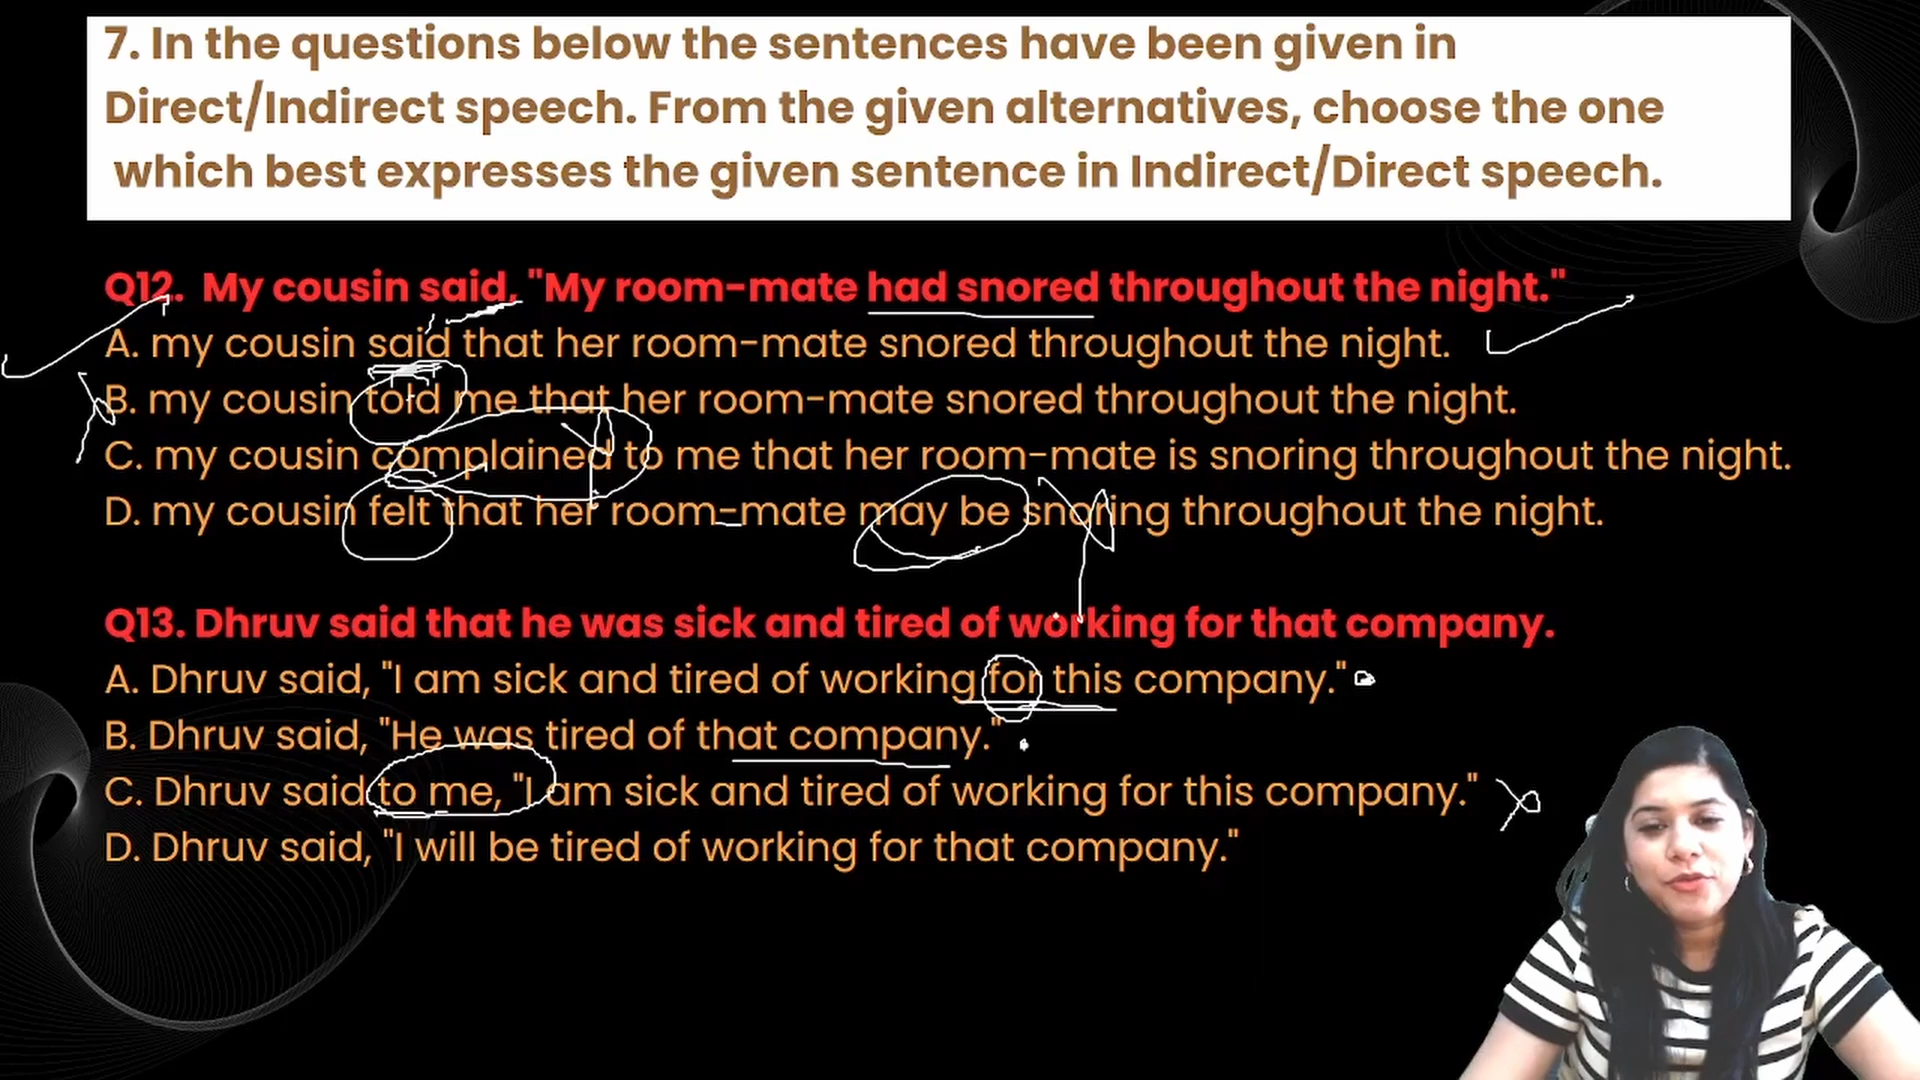 7. In the questions below the sentences have been given in
Direct/Indirect speech. From the given alternatives, choose the one
which best expresses the given sentence in Indirect/Direct speech.
Q12. My cousin said, "My room-mate had snored throughout the night."
A. my cousin said that her room-mate snored throughout the night.
B. my cousin told me that her room-mate snored throughout the night.
C. my cousin complained to me that her room-mate is snoring throughout the night.
D. my cousin felt that her room-mate may be snoring throughout the night.
Q13. Dhruv said that he was sick and tired of working for that company.
A. Dhruv said, "I am sick and tired of working for this company."
B. Dhruv said, "He was tired of that company."
C. Dhruv said to me, "I am sick and tired of working for this company."
D. Dhruv said, "I will be tired of working for that company."